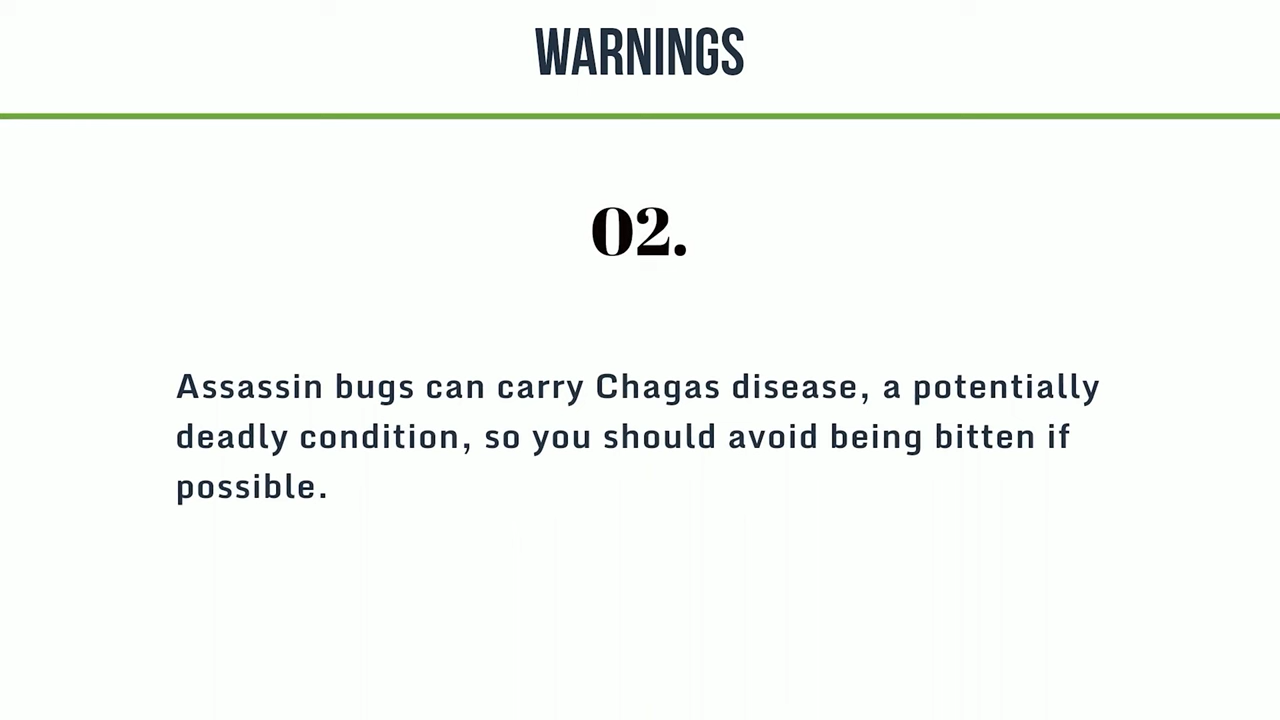 WARNINGS
02.
Assassin bugs can carry Chagas disease, a potentially
deadly condition, so you should avoid being bitten if
possible.